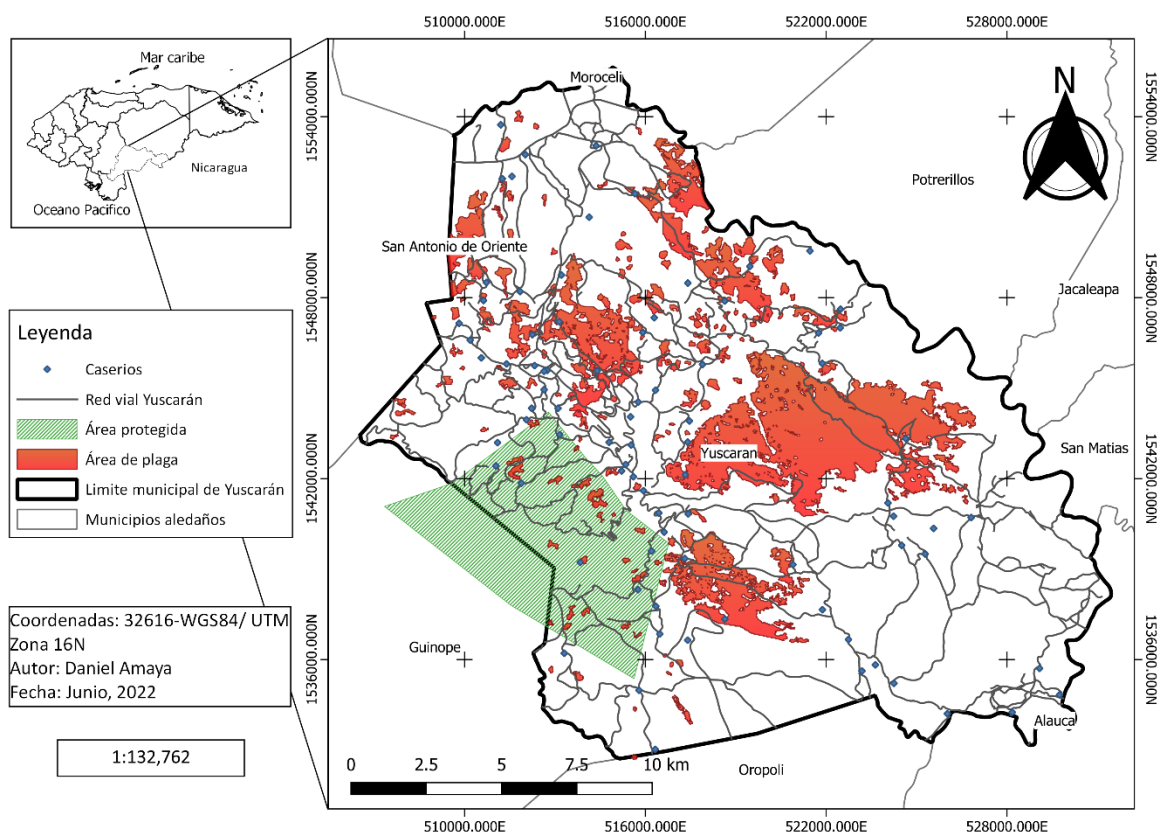 510000.000E 516000.000E 522000.000E 528000.000E
Mar caribe
Nicaragua
Oceano Pacifico
Moroceli
N
Potrerillos
San Antonio de Oriente
Jacaleapa
San Matias
Yuscaran
Guinope
Alauca
Oropoli
1554000.000N
1548000.000N
1542000.000N
1536000.000N
1554000.000N
1548000.000N
1542000.000N
1536000.000N
Leyenda
Caserios
Red vial Yuscarán
Área protegida
Área de plaga
Limite municipal de Yuscarán
Municipios aledaños
Coordenadas: 32616-WGS84/ UTM
Zona 16N
Autor: Daniel Amaya
Fecha: Junio, 2022
1:132,762
0 2.5 5 7.5 10 km
510000.000E 516000.000E 522000.000E 528000.000E